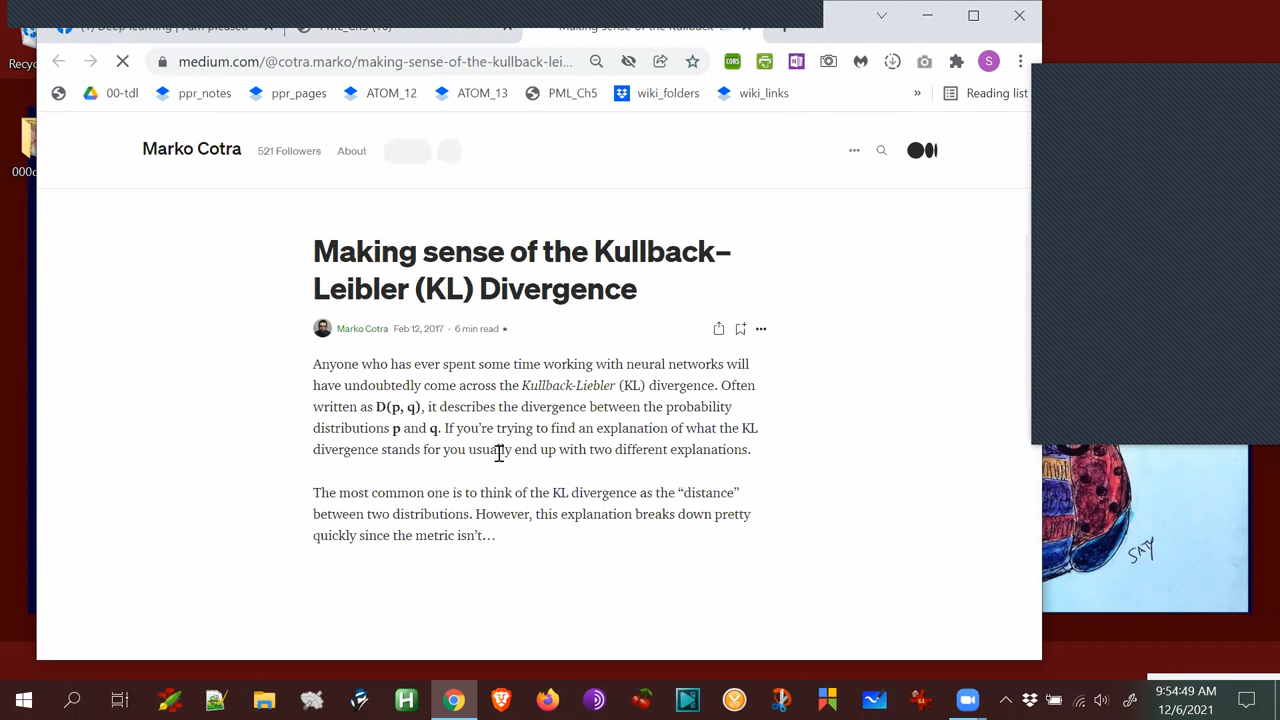 medium.com/@cotra.marko/making-sense-of-the-kullback-lei...
CORS
S
00-tdl
ppr_notes
ppr_pages
ATOM_12
ATOM_13
PML_Ch5
wiki_folders
wiki_links
»
Reading list
Recyc
000c
Marko Cotra
521 Followers
About
Making sense of the Kullback–
Leibler (KL) Divergence
Marko Cotra Feb 12, 2017 · 6 min read ★
Anyone who has ever spent some time working with neural networks will
have undoubtedly come across the Kullback-Leibler (KL) divergence. Often
written as D(p, q), it describes the divergence between the probability
distributions p and q. If you’re trying to find an explanation of what the KL
divergence stands for you usually end up with two different explanations.
The most common one is to think of the KL divergence as the “distance”
between two distributions. However, this explanation breaks down pretty
quickly since the metric isn’t…
SATY
9:54:49 AM
12/6/2021